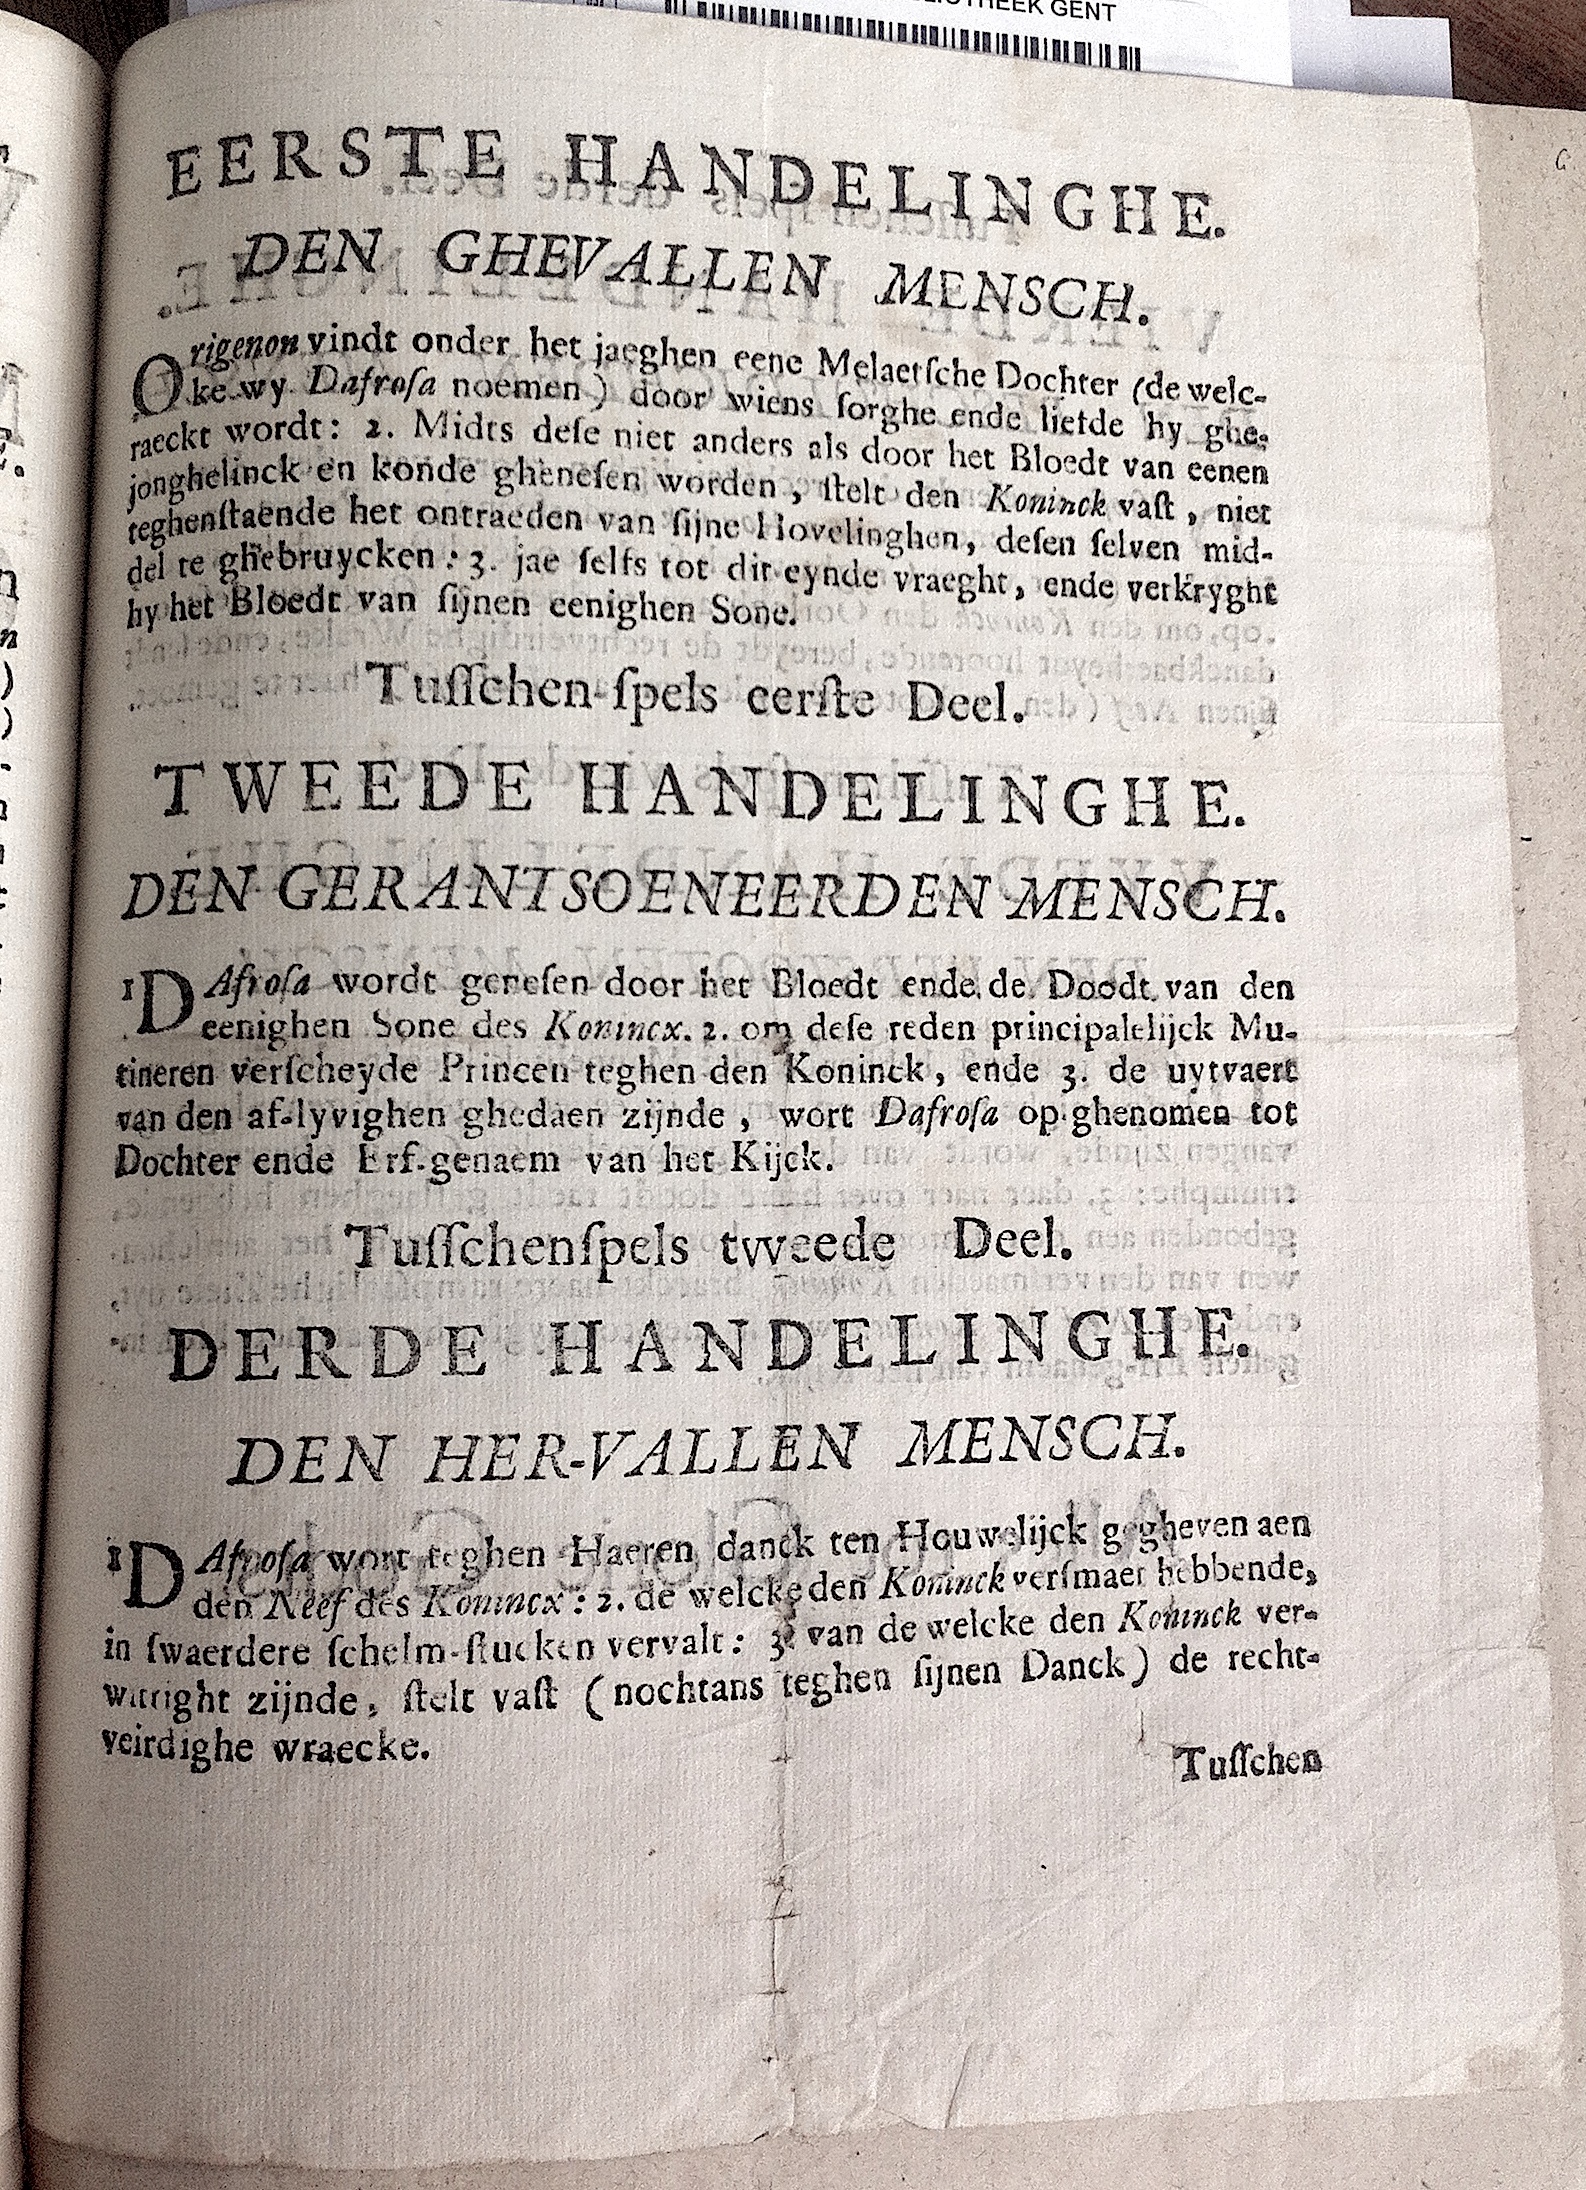 BLIOTHEEK GENT
EERSTE HANDELINGHE.
DEN GHEVALLEN MENSCH.
Origenon vindt onder het jaeghen eene Melaetſche Dochter (de welc-
ke wy Dafroſa noemen) door wiens ſorghe ende liefde hy ghe-
raeckt wordt: 2. Midts deſe niet anders als door het Bloedt van eenen
jonghelinck en konde gheneſen worden, ſtelt den Koninck vaſt, niet
teghenſtaende het ontraeden van ſijne Hovelinghen, deſen ſelven mid-
del te ghebruycken: 3. jae ſelfs tot dit eynde vraeght, ende verkryght
hy het Bloedt van ſijnen eenighen Sone.
Tuſſchen-ſpels eerſte Deel.
TWEEDE HANDELINGHE.
DEN GERANTSOENEERDEN MENSCH.
1 DAfroſa wordt geneſen door het Bloedt ende de Doodt van den
eenighen Sone des Konincx. 2. om deſe reden principalelijck Mu-
tineren verſcheyde Princen teghen den Koninck, ende 3. de uytvaert
van den af-lyvighen ghedaen zijnde, wort Dafroſa op ghenomen tot
Dochter ende Erf-genaem van het Kijck.
Tuſſchenſpels tweede Deel.
DERDE HANDELINGHE.
DEN HER-VALLEN MENSCH.
1 DAfroſa wort teghen Haeren danck ten Houwelijck gegheven aen
den Neef des Konincx: 2. de welcke den Koninck verſmaet hebbende,
in ſwaerdere ſchelm-ſtucken vervalt: 3. van de welcke den Koninck ver-
wittight zijnde, ſtelt vaſt (nochtans teghen ſijnen Danck) de recht-
veirdighe wraecke.
Tuſſchen